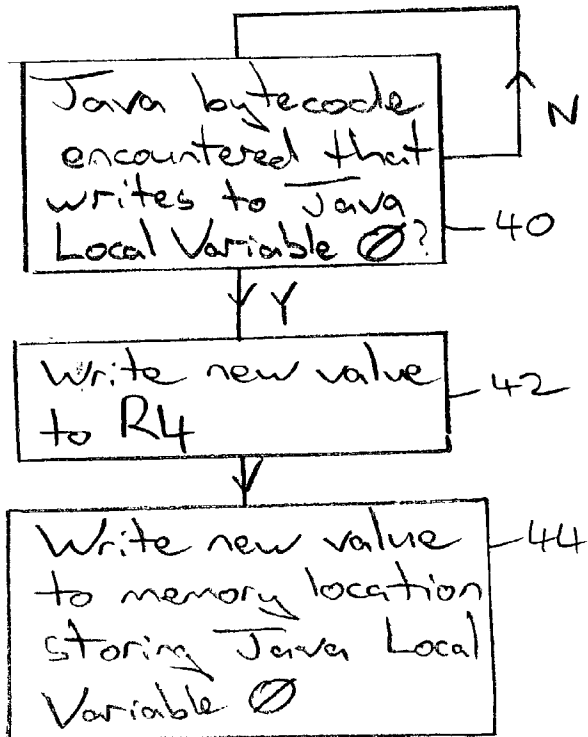 Java bytecode
encountered that
writes to Java
Local Variable Ø?
N
40
Y
Write new value
to R4
42
Write new value
to memory location
storing Java Local
Variable Ø
44